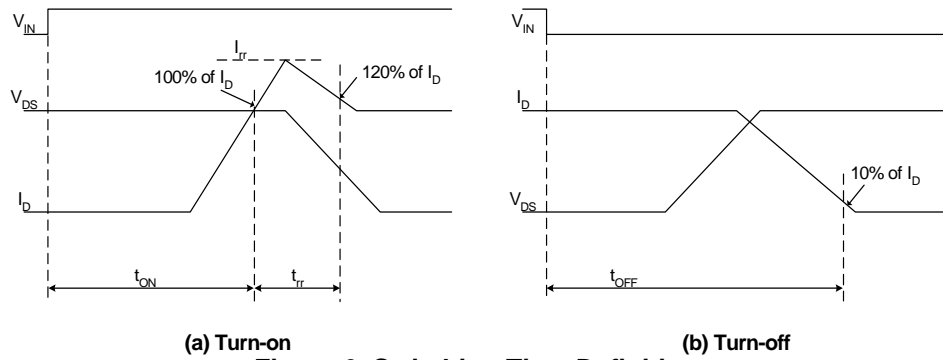 V_IN
I_rr
100% of I_D
120% of I_D
V_DS
I_D
t_ON
t_rr
(a) Turn-on
V_IN
I_D
V_DS
10% of I_D
t_OFF
(b) Turn-off